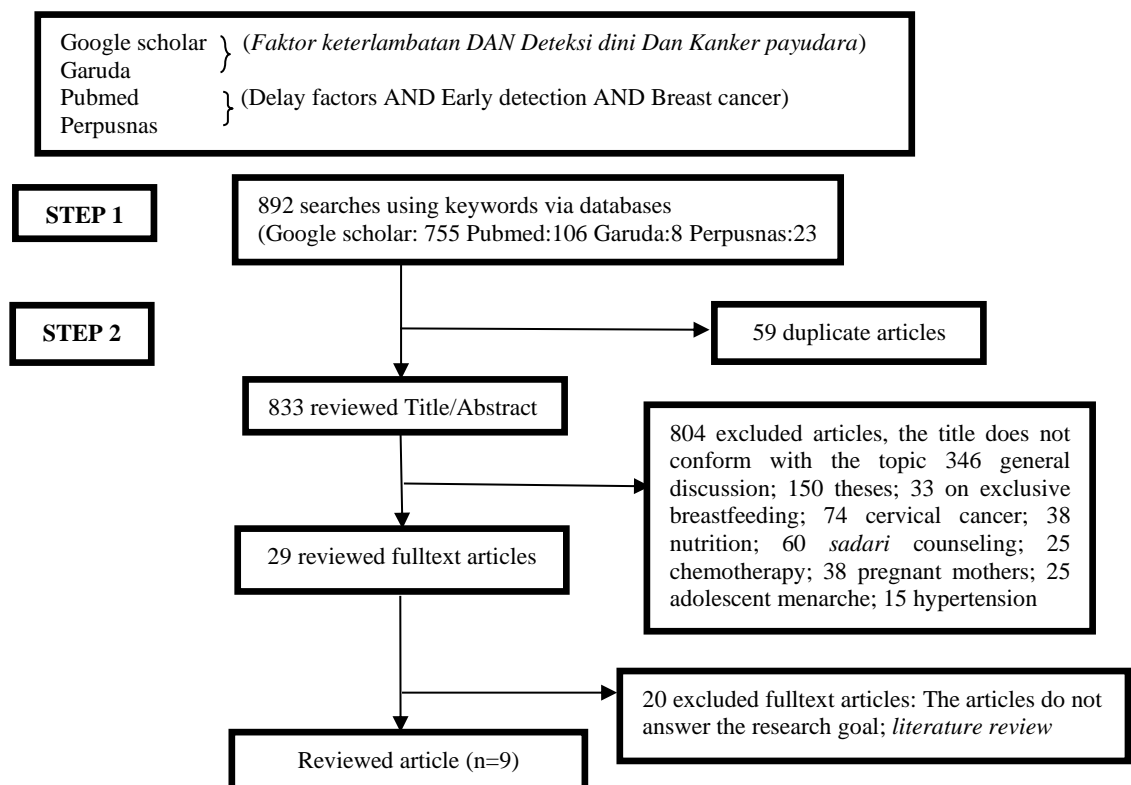 Google scholar (Faktor keterlambatan DAN Deteksi dini Dan Kanker payudara)
Garuda
Pubmed (Delay factors AND Early detection AND Breast cancer)
Perpusnas
STEP 1
892 searches using keywords via databases
(Google scholar: 755 Pubmed:106 Garuda:8 Perpusnas:23
STEP 2
59 duplicate articles
833 reviewed Title/Abstract
804 excluded articles, the title does not
conform with the topic 346 general
discussion; 150 theses; 33 on exclusive
breastfeeding; 74 cervical cancer; 38
nutrition; 60 sadari counseling; 25
chemotherapy; 38 pregnant mothers; 25
adolescent menarche; 15 hypertension
29 reviewed fulltext articles
20 excluded fulltext articles: The articles do not
answer the research goal; literature review
Reviewed article (n=9)